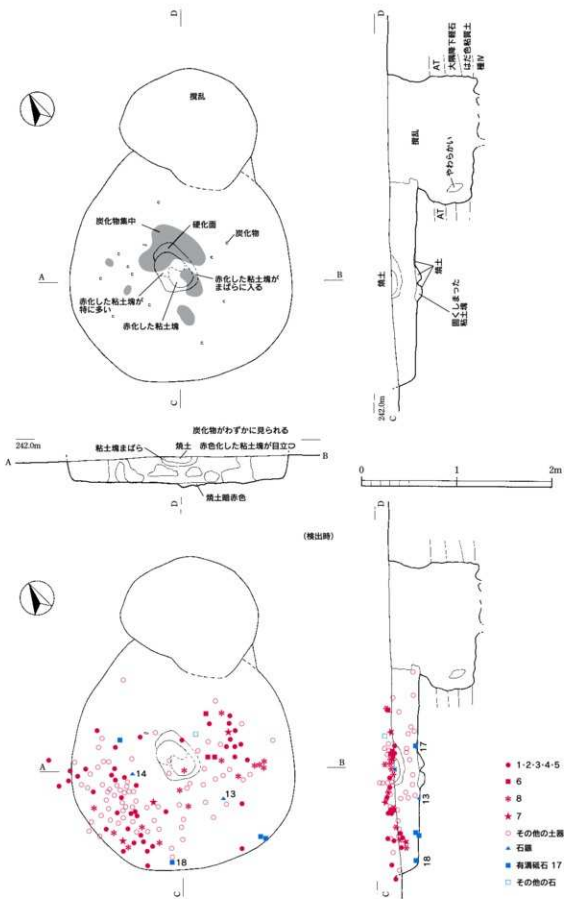 D
撹乱
炭化物集中
硬化面
炭化物
A
B
赤化した粘土塊が
特に多い
赤化した粘土塊が
まばらに入る
赤化した粘土塊
C
D
AT
大隅降下軽石
はだ色粘質土
種Ⅳ
撹乱
やわらかい
AT
焼土
焼土
固くしまった
粘土塊
242.0m
C
炭化物がわずかに見られる
242.0m
粘土塊まばら
焼土
赤色化した粘土塊が目立つ
A
B
焼土暗赤色
0
1
2m
D
(検出時)
D
A
B
14
13
18
C
17
13
18
C
1・2・3・4・5
6
8
7
その他の土器
石鏃
有溝砥石 17
その他の石